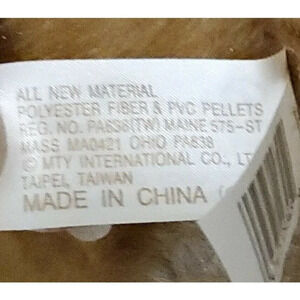 ALL NEW MATERIAL
POLYESTER FIBER & PVC PELLETS
REG. NO. PA636(TW) MAINE 575-ST
MASS MA0421 OHIO PA638
© MTY INTERNATIONAL CO., LT
TAIPEI, TAIWAN
MADE IN CHINA